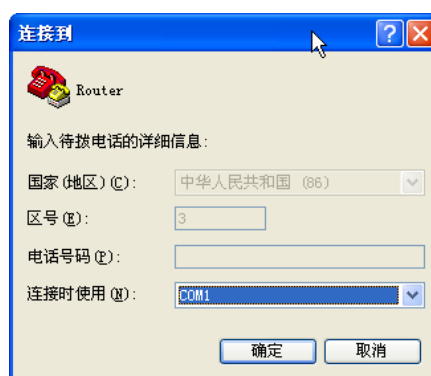 连接到
Router
输入待拨电话的详细信息:
国家(地区)(C): 中华人民共和国 (86)
区号(E): 3
电话号码(P):
连接时使用(N): COM1
确定 取消